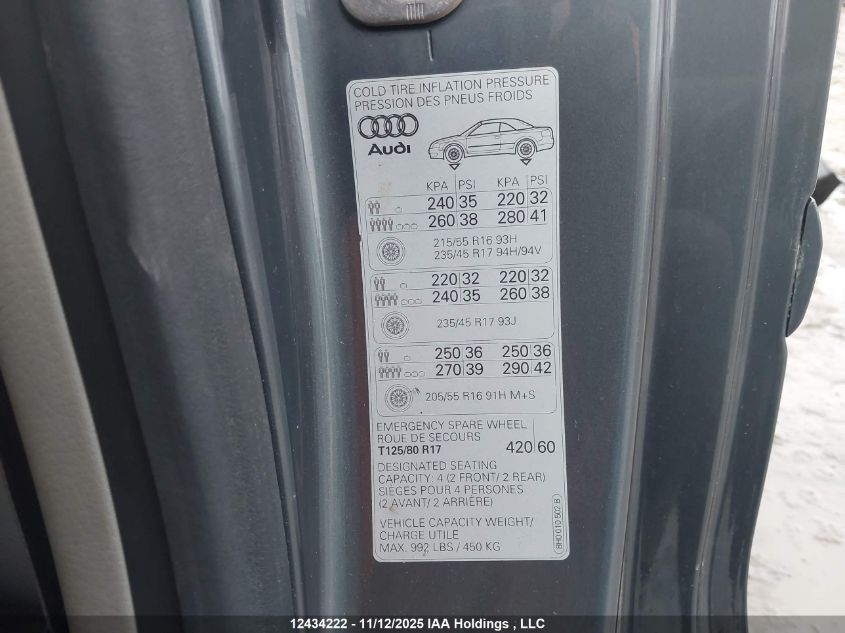 COLD TIRE INFLATION PRESSURE
PRESSION DES PNEUS FROIDS
Audi
KPA PSI KPA PSI
240 35 220 32
260 38 280 41
215/55 R16 93H
235/45 R17 94H/94V
220 32 220 32
240 35 260 38
235/45 R17 93J
250 36 250 36
270 39 290 42
205/55 R16 91H M+S
EMERGENCY SPARE WHEEL
ROUE DE SECOURS
T125/80 R17 420 60
DESIGNATED SEATING
CAPACITY: 4 (2 FRONT/ 2 REAR)
SIÈGES POUR 4 PERSONES
(2 AVANT/ 2 ARRIÈRE)
VEHICLE CAPACITY WEIGHT/
CHARGE UTILE
MAX. 992 LBS / 450 KG
8H0 010 502 B
12434222 - 11/12/2025 IAA Holdings , LLC